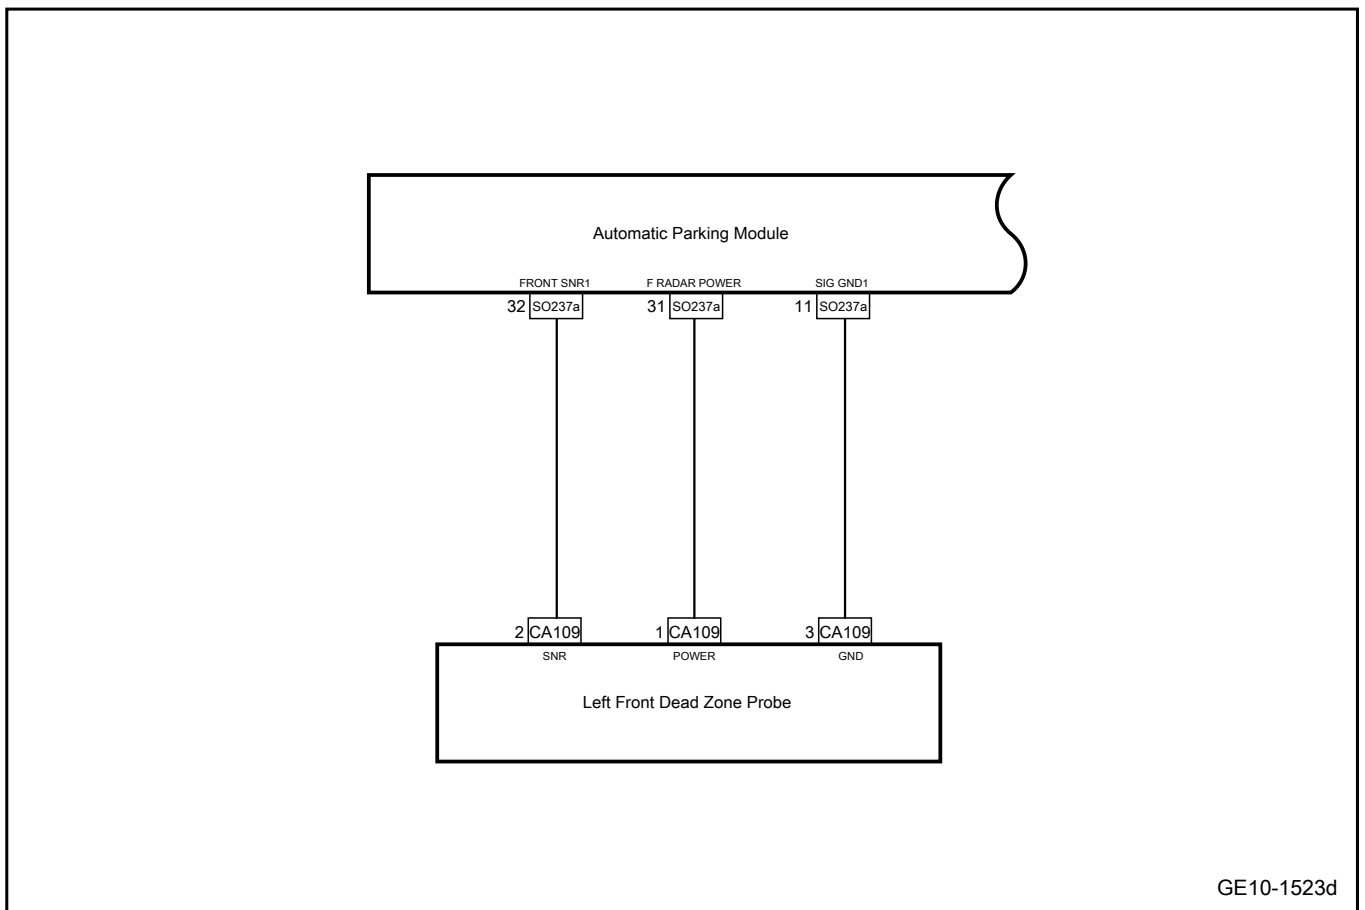 Automatic Parking Module
FRONT SNR1 F RADAR POWER SIG GND1
32 SO237a 31 SO237a 11 SO237a
2 CA109 1 CA109 3 CA109
SNR POWER GND
Left Front Dead Zone Probe
GE10-1523d